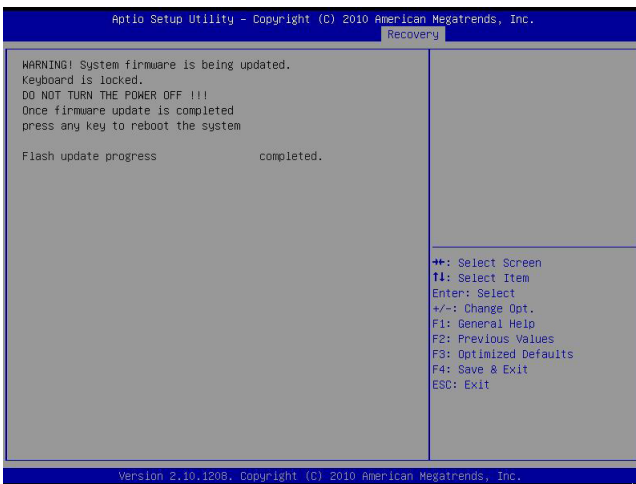 Aptio Setup Utility – Copyright (C) 2010 American Megatrends, Inc.
Recovery
WARNING! System firmware is being updated.
Keyboard is locked.
DO NOT TURN THE POWER OFF !!!
Once firmware update is completed
press any key to reboot the system
Flash update progress completed.
→←: Select Screen
↑↓: Select Item
Enter: Select
+/-: Change Opt.
F1: General Help
F2: Previous Values
F3: Optimized Defaults
F4: Save & Exit
ESC: Exit
Version 2.10.1208. Copyright (C) 2010 American Megatrends, Inc.